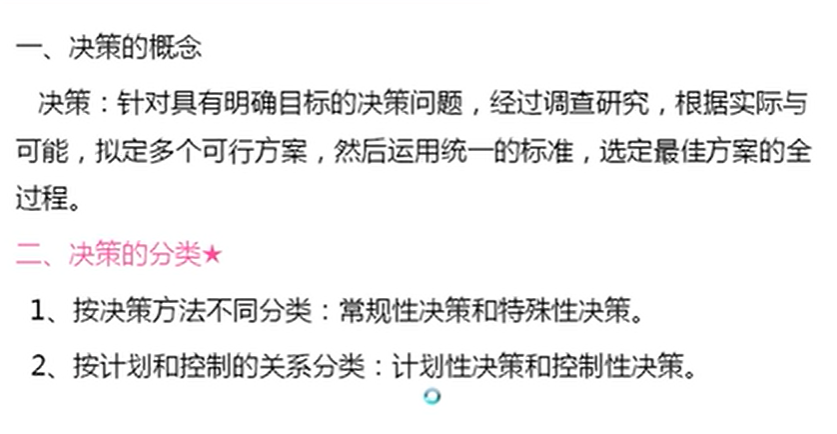 一、决策的概念
决策：针对具有明确目标的决策问题，经过调查研究，根据实际与
可能，拟定多个可行方案，然后运用统一的标准，选定最佳方案的全
过程。
二、决策的分类★
1、按决策方法不同分类：常规性决策和特殊性决策。
2、按计划和控制的关系分类：计划性决策和控制性决策。